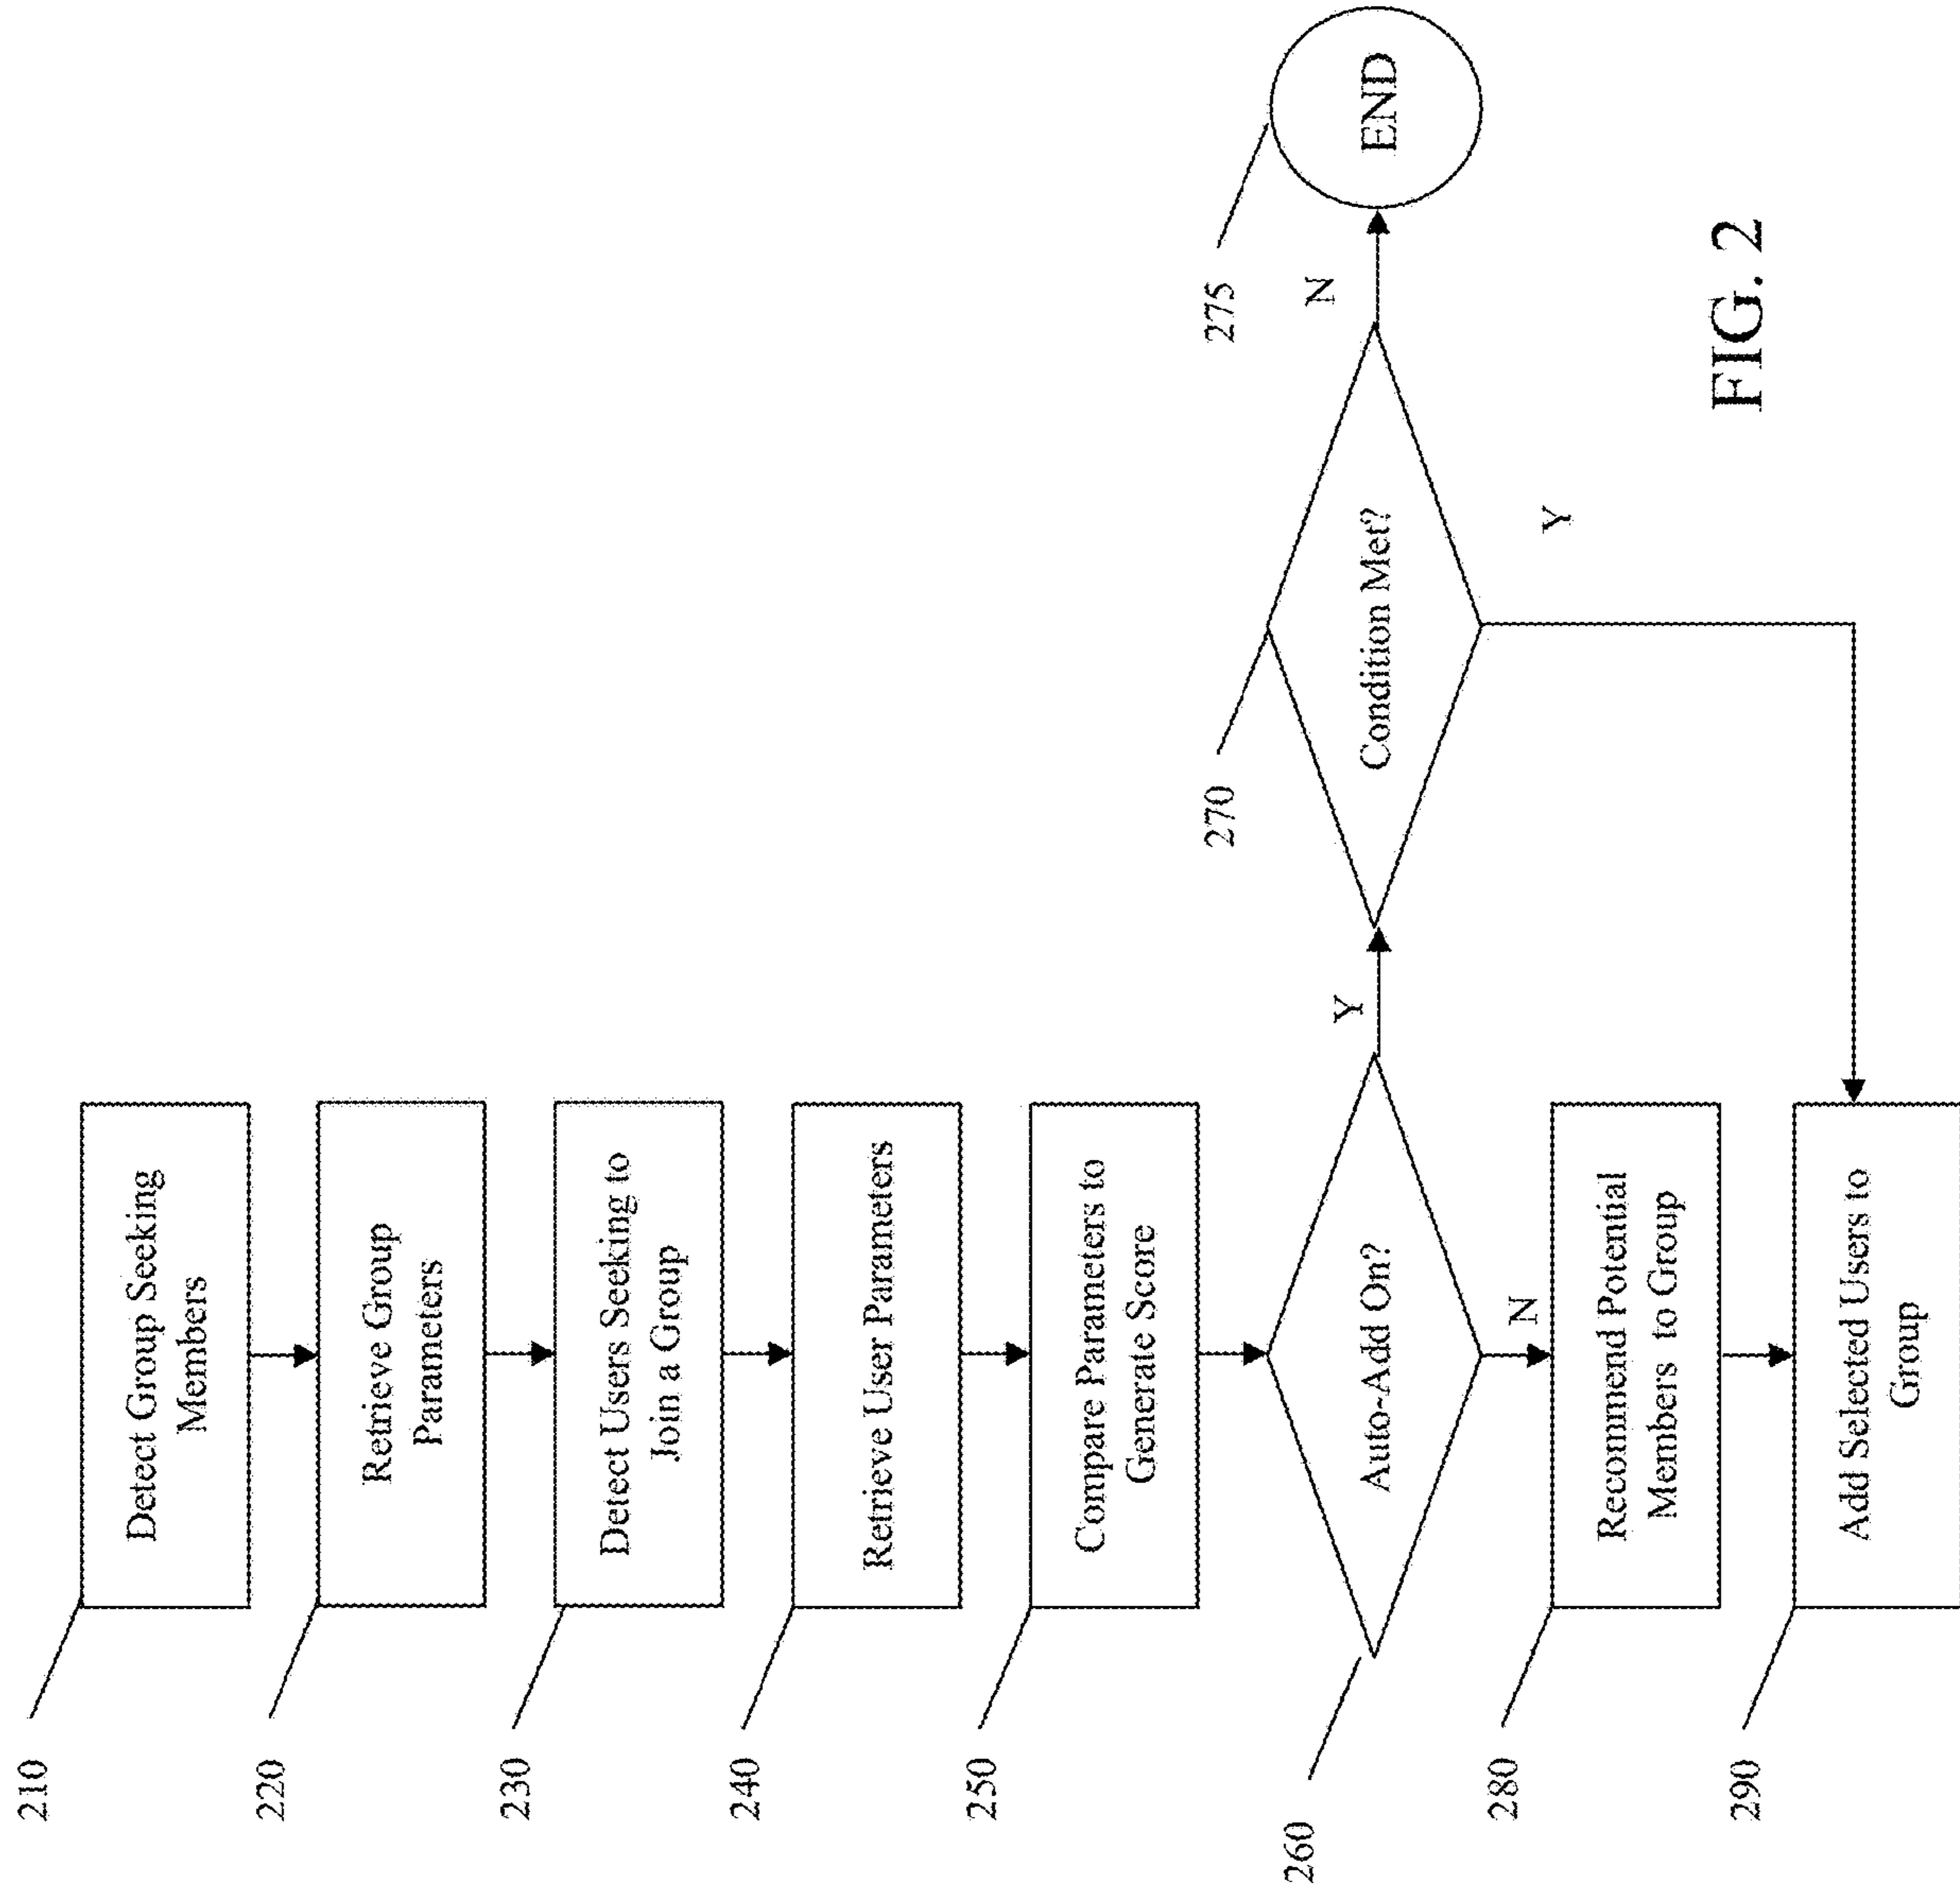 210
Detect Group Seeking
Members
220
Retrieve Group
Parameters
230
Detect Users Seeking to
Join a Group
240
Retrieve User Parameters
250
Compare Parameters to
Generate Score
260
Auto-Add On?
Y
N
270
Condition Met?
N
Y
275
END
280
Recommend Potential
Members to Group
290
Add Selected Users to
Group
FIG. 2